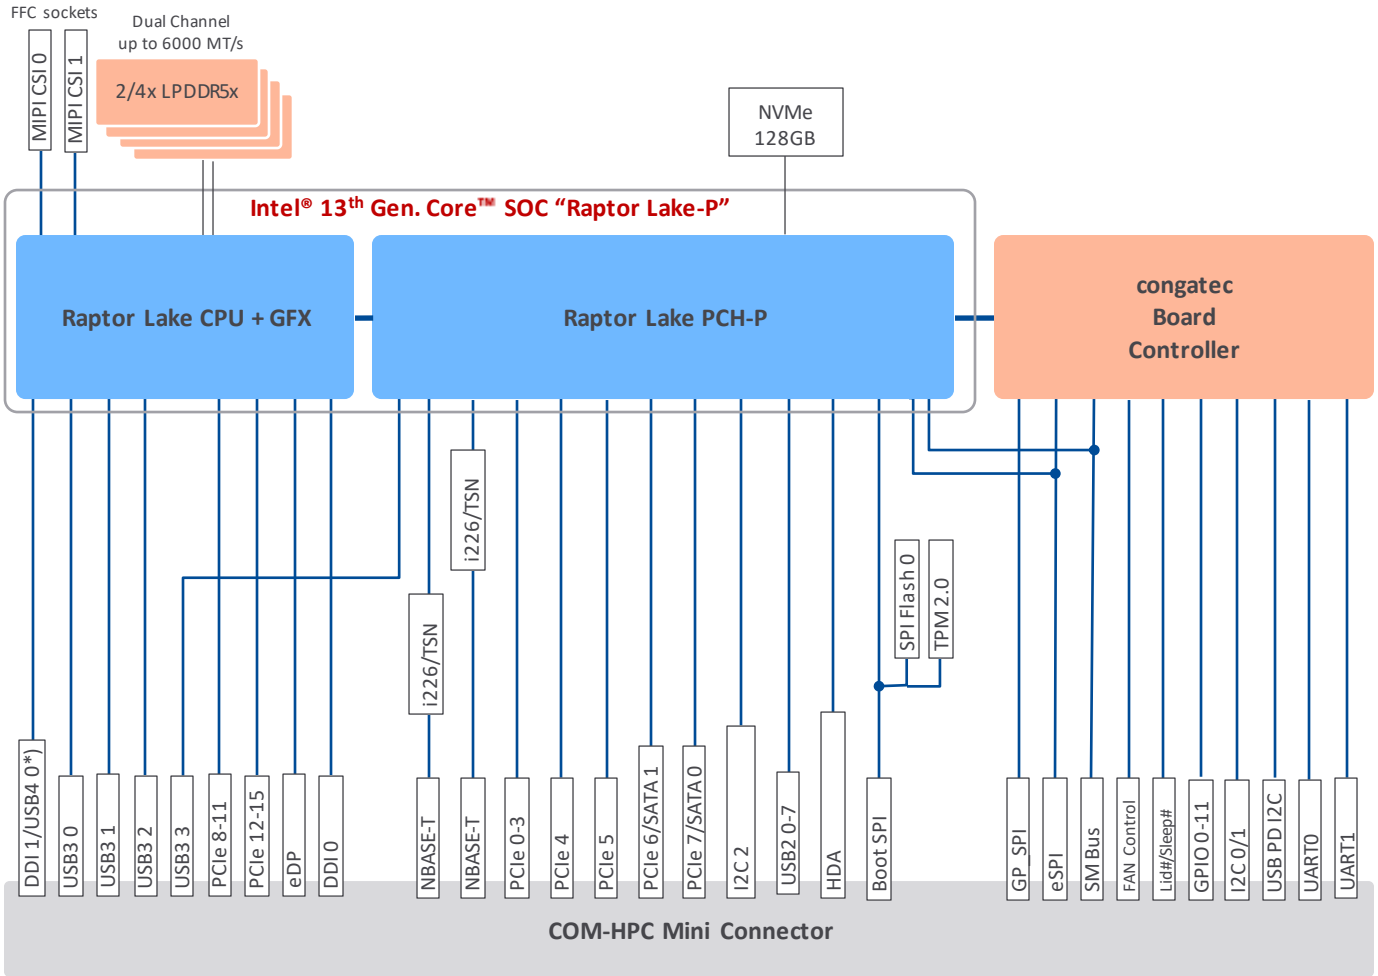 FFC sockets
Dual Channel
up to 6000 MT/s
MIPI CSI 0
MIPI CSI 1
2/4x LPDDR5x
NVMe
128GB
Intel® 13th Gen. Core™ SOC “Raptor Lake-P”
Raptor Lake CPU + GFX
Raptor Lake PCH-P
congatec
Board
Controller
i226/TSN
i226/TSN
SPI Flash 0
TPM 2.0
DDI 1/USB4 0*)
USB3 0
USB3 1
USB3 2
USB3 3
PCIe 8-11
PCIe 12-15
eDP
DDI 0
NBASE-T
NBASE-T
PCIe 0-3
PCIe 4
PCIe 5
PCIe 6/SATA 1
PCIe 7/SATA 0
I2C 2
USB2 0-7
HDA
Boot SPI
GP_SPI
eSPI
SM Bus
FAN Control
Lid#/Sleep#
GPIO 0-11
I2C 0/1
USB PD I2C
UART0
UART1
COM-HPC Mini Connector